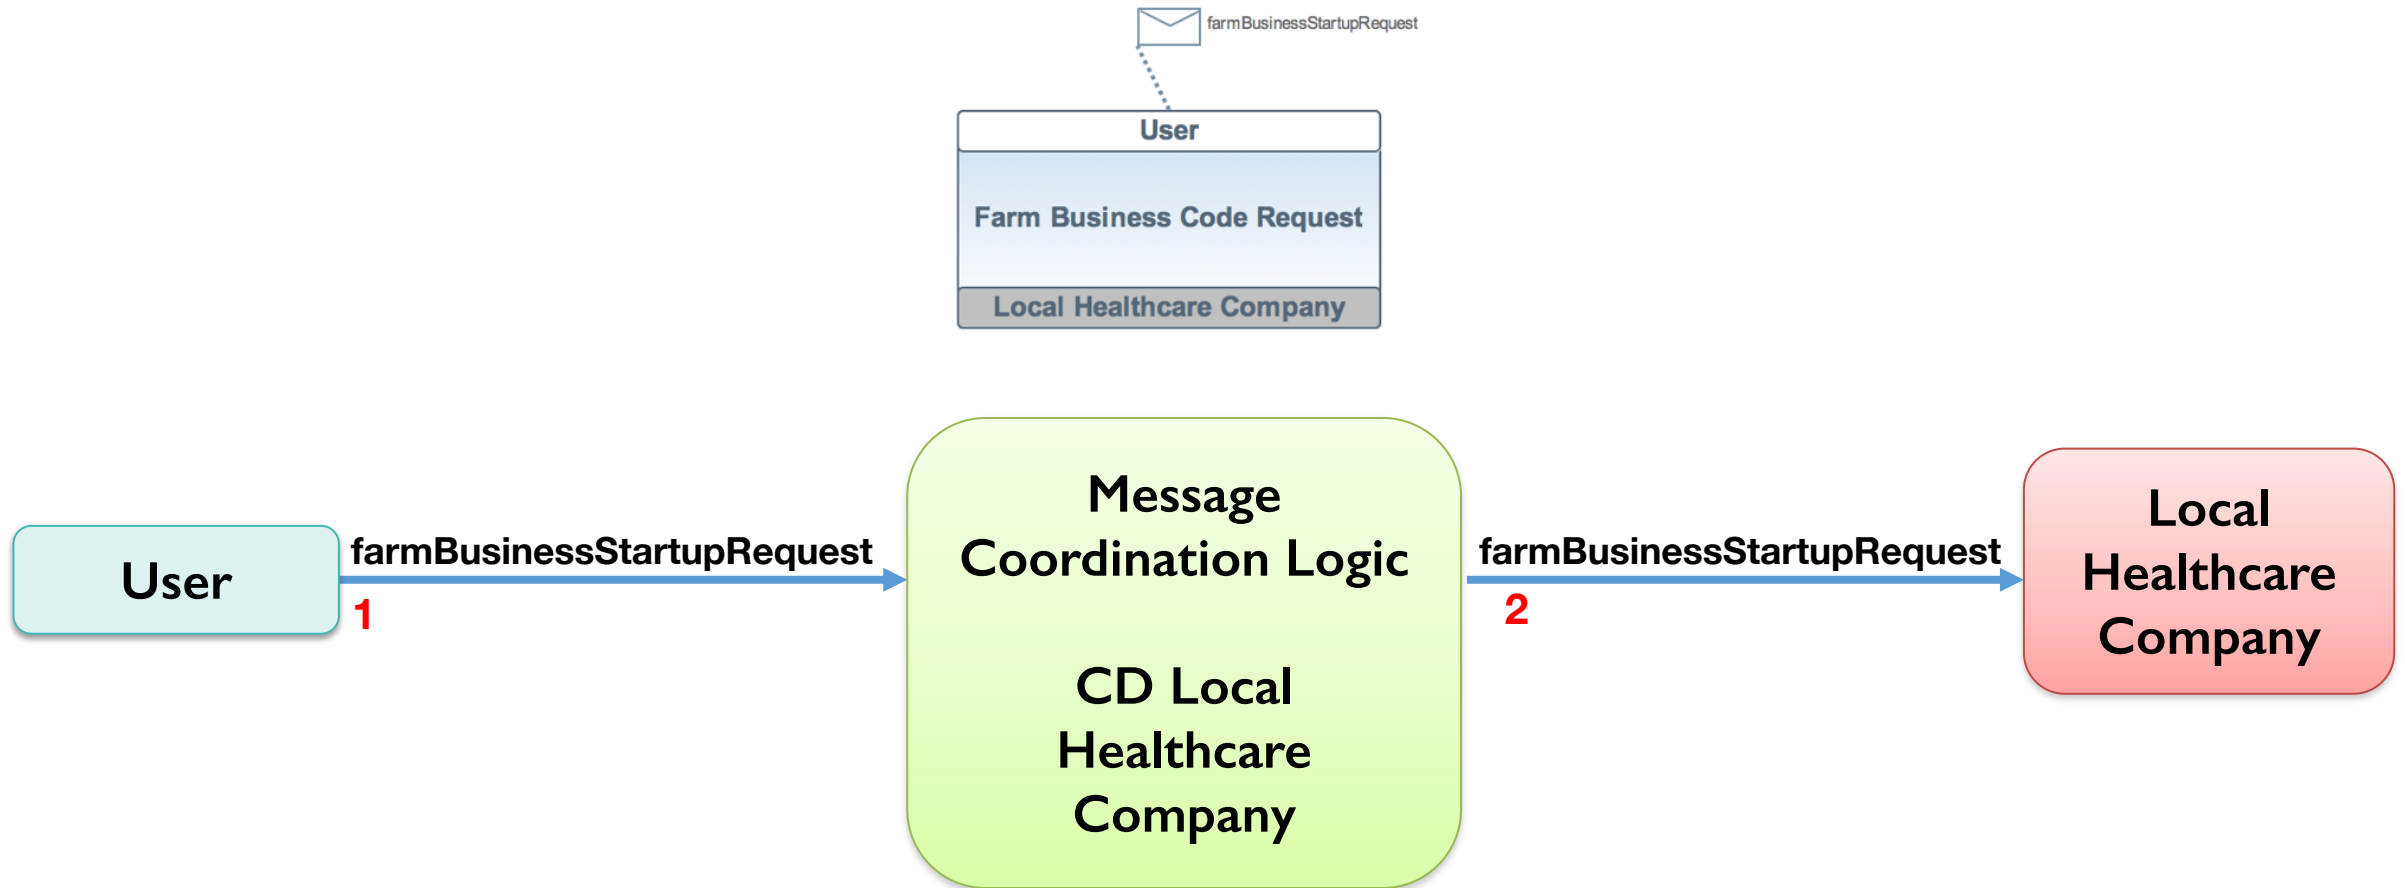 farmBusinessStartupRequest
User
Farm Business Code Request
Local Healthcare Company
User
farmBusinessStartupRequest
1
Message
Coordination Logic
CD Local
Healthcare
Company
farmBusinessStartupRequest
2
Local
Healthcare
Company